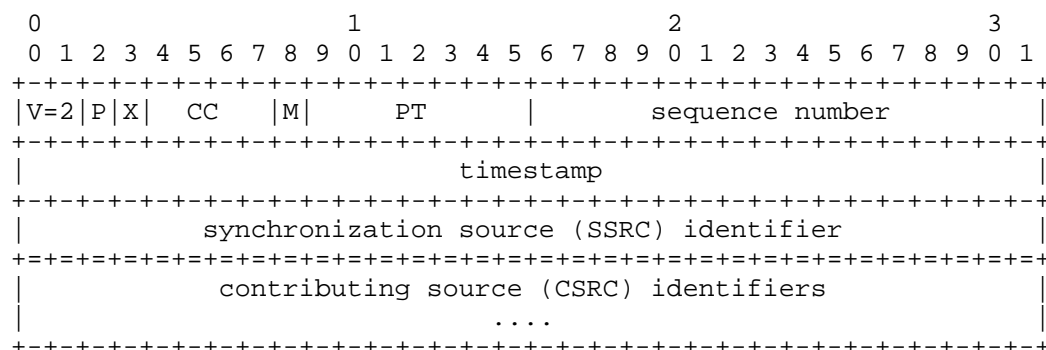 0                   1                   2                   3
 0 1 2 3 4 5 6 7 8 9 0 1 2 3 4 5 6 7 8 9 0 1 2 3 4 5 6 7 8 9 0 1
+-+-+-+-+-+-+-+-+-+-+-+-+-+-+-+-+-+-+-+-+-+-+-+-+-+-+-+-+-+-+-+-+
|V=2|P|X|  CC   |M|     PT      |       sequence number         |
+-+-+-+-+-+-+-+-+-+-+-+-+-+-+-+-+-+-+-+-+-+-+-+-+-+-+-+-+-+-+-+-+
|                           timestamp                           |
+-+-+-+-+-+-+-+-+-+-+-+-+-+-+-+-+-+-+-+-+-+-+-+-+-+-+-+-+-+-+-+-+
|           synchronization source (SSRC) identifier            |
+=+=+=+=+=+=+=+=+=+=+=+=+=+=+=+=+=+=+=+=+=+=+=+=+=+=+=+=+=+=+=+=+
|            contributing source (CSRC) identifiers             |
|                             ....                              |
+-+-+-+-+-+-+-+-+-+-+-+-+-+-+-+-+-+-+-+-+-+-+-+-+-+-+-+-+-+-+-+-+